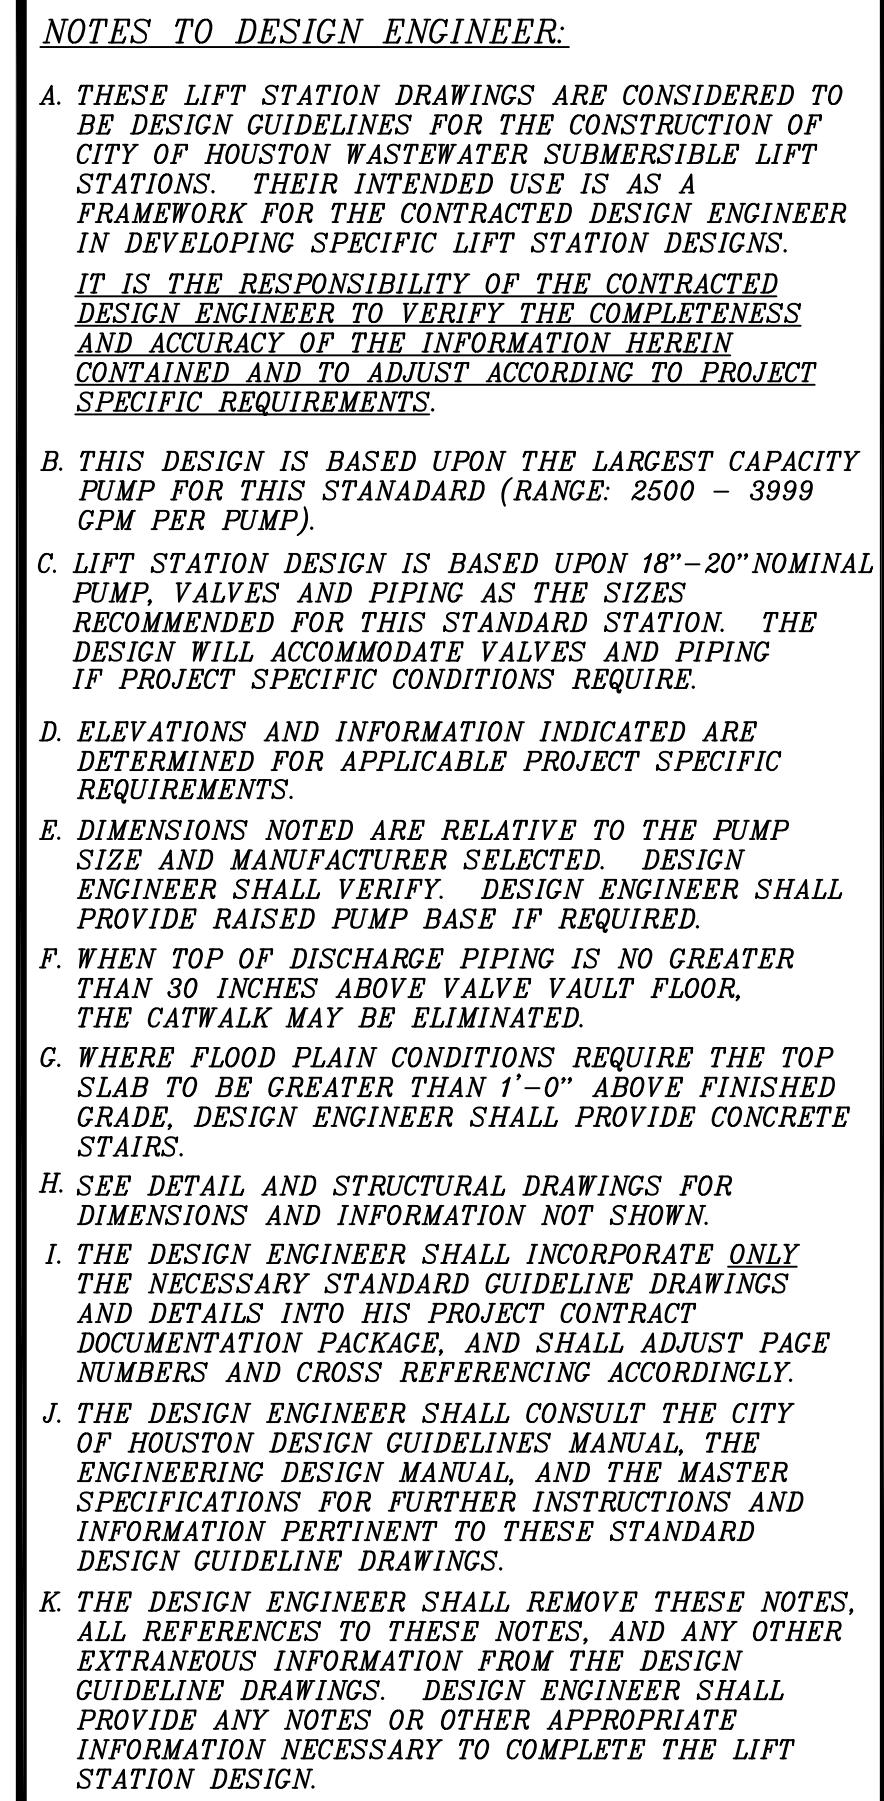 NOTES TO DESIGN ENGINEER:
A. THESE LIFT STATION DRAWINGS ARE CONSIDERED TO
BE DESIGN GUIDELINES FOR THE CONSTRUCTION OF
CITY OF HOUSTON WASTEWATER SUBMERSIBLE LIFT
STATIONS. THEIR INTENDED USE IS AS A
FRAMEWORK FOR THE CONTRACTED DESIGN ENGINEER
IN DEVELOPING SPECIFIC LIFT STATION DESIGNS.
IT IS THE RESPONSIBILITY OF THE CONTRACTED
DESIGN ENGINEER TO VERIFY THE COMPLETENESS
AND ACCURACY OF THE INFORMATION HEREIN
CONTAINED AND TO ADJUST ACCORDING TO PROJECT
SPECIFIC REQUIREMENTS.
B. THIS DESIGN IS BASED UPON THE LARGEST CAPACITY
PUMP FOR THIS STANADARD (RANGE: 2500 – 3999
GPM PER PUMP).
C. LIFT STATION DESIGN IS BASED UPON 18”–20” NOMINAL
PUMP, VALVES AND PIPING AS THE SIZES
RECOMMENDED FOR THIS STANDARD STATION. THE
DESIGN WILL ACCOMMODATE VALVES AND PIPING
IF PROJECT SPECIFIC CONDITIONS REQUIRE.
D. ELEVATIONS AND INFORMATION INDICATED ARE
DETERMINED FOR APPLICABLE PROJECT SPECIFIC
REQUIREMENTS.
E. DIMENSIONS NOTED ARE RELATIVE TO THE PUMP
SIZE AND MANUFACTURER SELECTED. DESIGN
ENGINEER SHALL VERIFY. DESIGN ENGINEER SHALL
PROVIDE RAISED PUMP BASE IF REQUIRED.
F. WHEN TOP OF DISCHARGE PIPING IS NO GREATER
THAN 30 INCHES ABOVE VALVE VAULT FLOOR,
THE CATWALK MAY BE ELIMINATED.
G. WHERE FLOOD PLAIN CONDITIONS REQUIRE THE TOP
SLAB TO BE GREATER THAN 1’–0” ABOVE FINISHED
GRADE, DESIGN ENGINEER SHALL PROVIDE CONCRETE
STAIRS.
H. SEE DETAIL AND STRUCTURAL DRAWINGS FOR
DIMENSIONS AND INFORMATION NOT SHOWN.
I. THE DESIGN ENGINEER SHALL INCORPORATE ONLY
THE NECESSARY STANDARD GUIDELINE DRAWINGS
AND DETAILS INTO HIS PROJECT CONTRACT
DOCUMENTATION PACKAGE, AND SHALL ADJUST PAGE
NUMBERS AND CROSS REFERENCING ACCORDINGLY.
J. THE DESIGN ENGINEER SHALL CONSULT THE CITY
OF HOUSTON DESIGN GUIDELINES MANUAL, THE
ENGINEERING DESIGN MANUAL, AND THE MASTER
SPECIFICATIONS FOR FURTHER INSTRUCTIONS AND
INFORMATION PERTINENT TO THESE STANDARD
DESIGN GUIDELINE DRAWINGS.
K. THE DESIGN ENGINEER SHALL REMOVE THESE NOTES,
ALL REFERENCES TO THESE NOTES, AND ANY OTHER
EXTRANEOUS INFORMATION FROM THE DESIGN
GUIDELINE DRAWINGS. DESIGN ENGINEER SHALL
PROVIDE ANY NOTES OR OTHER APPROPRIATE
INFORMATION NECESSARY TO COMPLETE THE LIFT
STATION DESIGN.